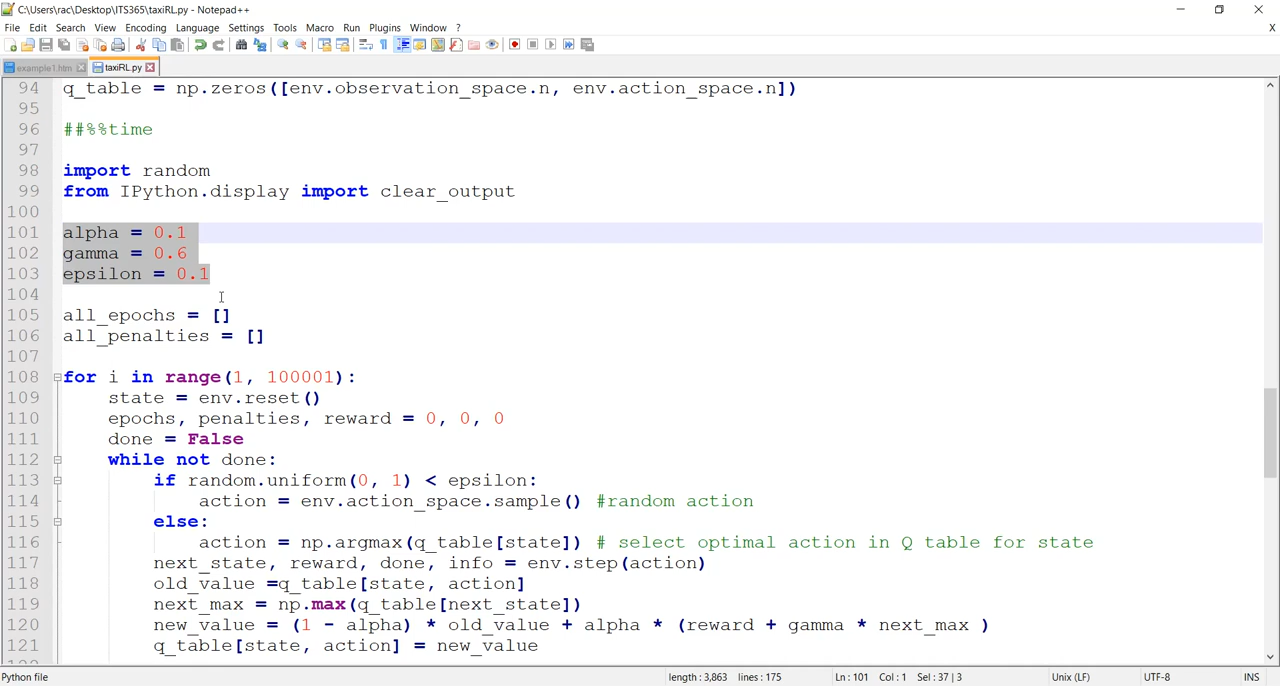 C:\Users\rac\Desktop\ITS365\taxiRL.py - Notepad++
File Edit Search View Encoding Language Settings Tools Macro Run Plugins Window ? X
example1.htm taxiRL.py
94 q_table = np.zeros([env.observation_space.n, env.action_space.n])
95
96 ##%%time
97
98 import random
99 from IPython.display import clear_output
100
101 alpha = 0.1
102 gamma = 0.6
103 epsilon = 0.1
104
105 all_epochs = []
106 all_penalties = []
107
108 for i in range(1, 100001):
109 state = env.reset()
110 epochs, penalties, reward = 0, 0, 0
111 done = False
112 while not done:
113 if random.uniform(0, 1) < epsilon:
114 action = env.action_space.sample() #random action
115 else:
116 action = np.argmax(q_table[state]) # select optimal action in Q table for state
117 next_state, reward, done, info = env.step(action)
118 old_value =q_table[state, action]
119 next_max = np.max(q_table[next_state])
120 new_value = (1 - alpha) * old_value + alpha * (reward + gamma * next_max )
121 q_table[state, action] = new_value
Python file length : 3,863 lines : 175 Ln : 101 Col : 1 Sel : 37 | 3 Unix (LF) UTF-8 INS